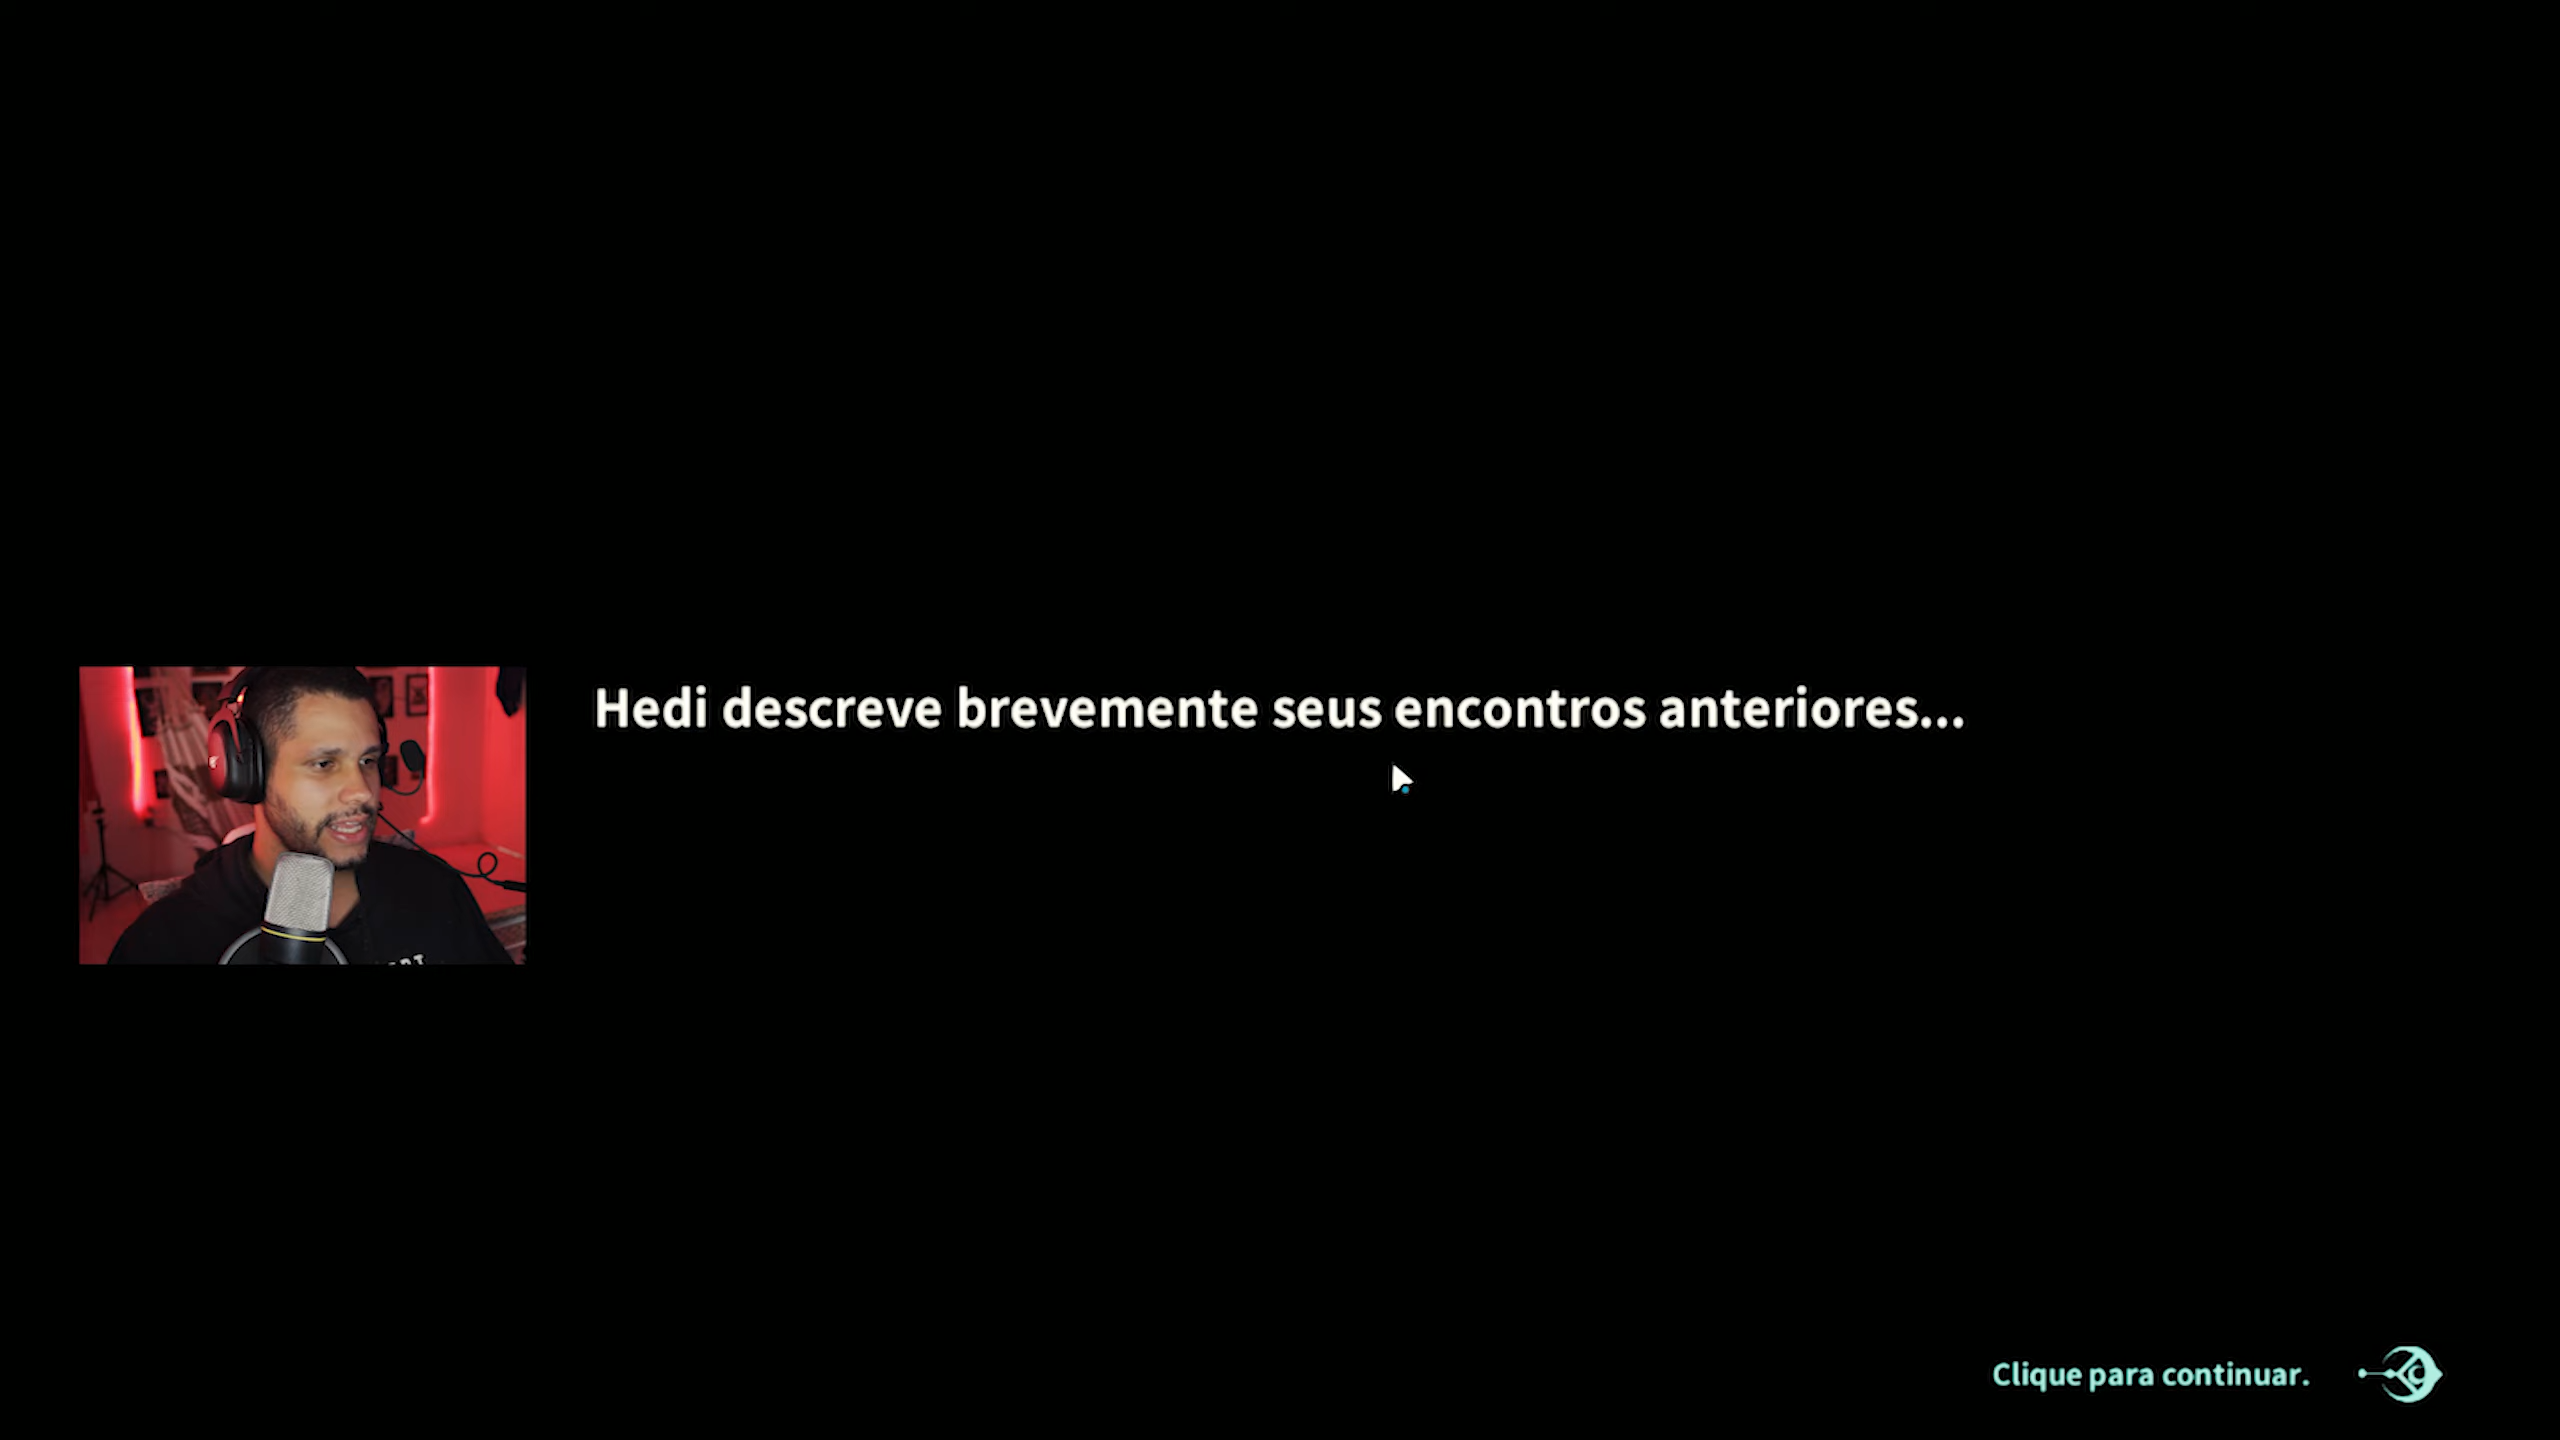 Hedi descreve brevemente seus encontros anteriores...
Clique para continuar.